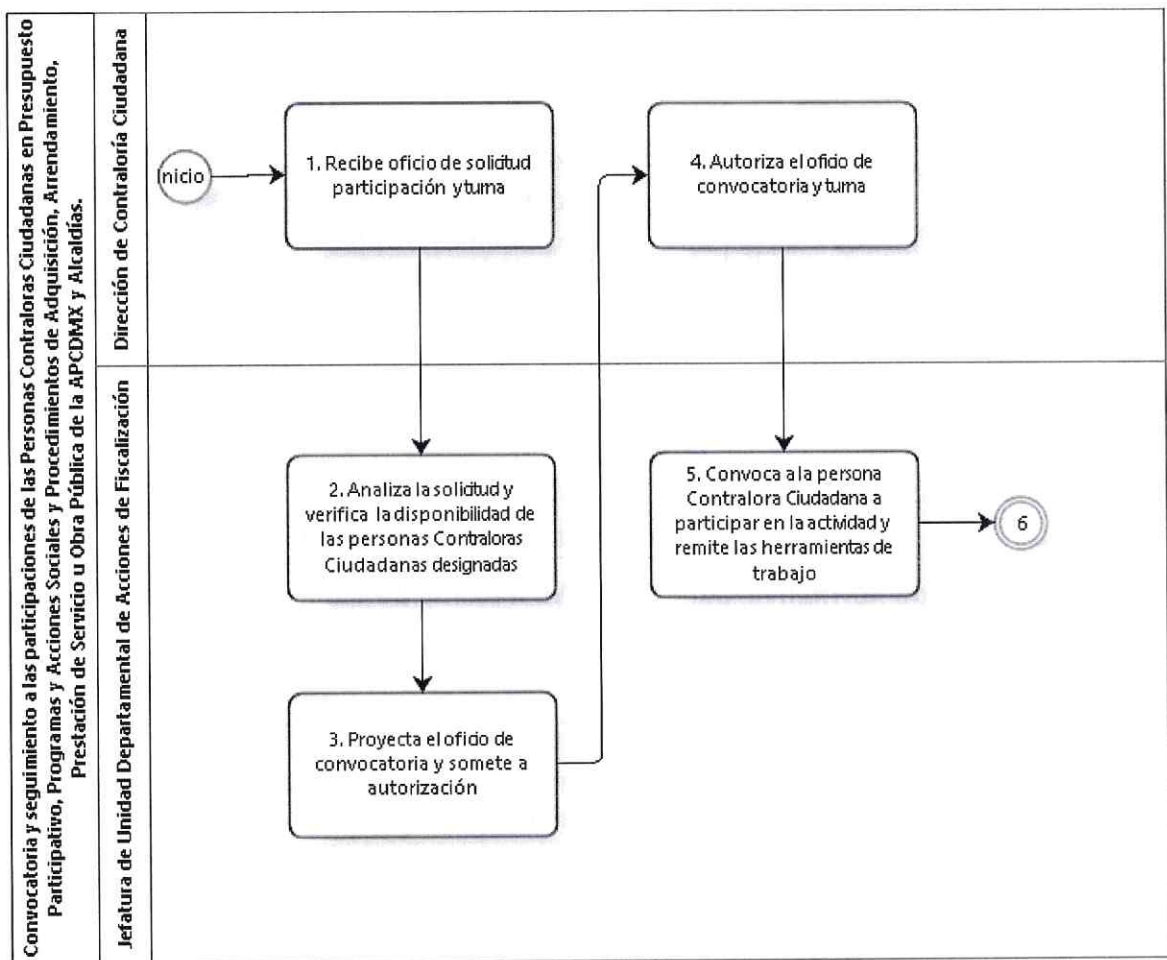 Convocatoria y seguimiento a las participaciones de las Personas Contraloras Ciudadanas en Presupuesto
Participativo, Programas y Acciones Sociales y Procedimientos de Adquisición, Arrendamiento,
Prestación de Servicio u Obra Pública de la APCDMX y Alcaldías.
Dirección de Contraloría Ciudadana
nicio
1. Recibe oficio de solicitud
participación y turna
4. Autoriza el oficio de
convocatoria y turna
Jefatura de Unidad Departamental de Acciones de Fiscalización
2. Analiza la solicitud y
verifica la disponibilidad de
las personas Contraloras
Ciudadanas designadas
5. Convoca a la persona
Contralora Ciudadana a
participar en la actividad y
remite las herramientas de
trabajo
6
3. Proyecta el oficio de
convocatoria y somete a
autorización